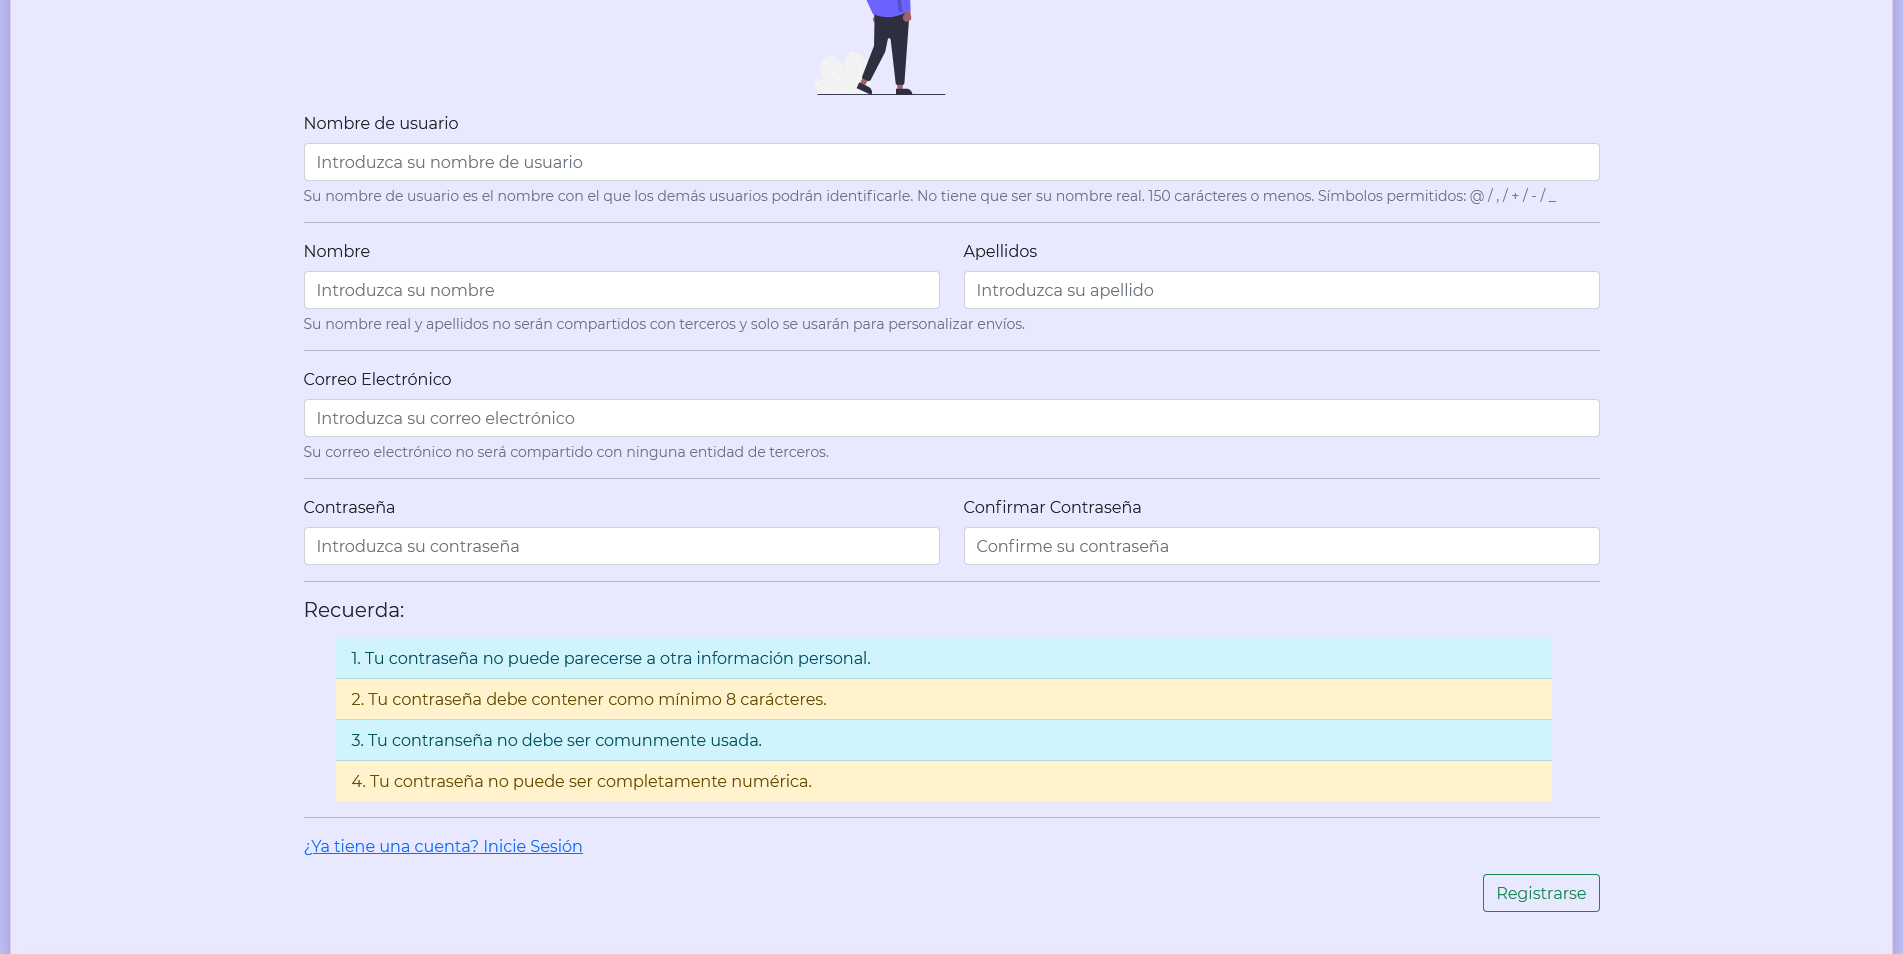 Nombre de usuario
Introduzca su nombre de usuario
Su nombre de usuario es el nombre con el que los demás usuarios podrán identificarle. No tiene que ser su nombre real. 150 carácteres o menos. Símbolos permitidos: @ / , / + / - / _
Nombre
Apellidos
Introduzca su nombre
Introduzca su apellido
Su nombre real y apellidos no serán compartidos con terceros y solo se usarán para personalizar envíos.
Correo Electrónico
Introduzca su correo electrónico
Su correo electrónico no será compartido con ninguna entidad de terceros.
Contraseña
Confirmar Contraseña
Introduzca su contraseña
Confirme su contraseña
Recuerda:
1. Tu contraseña no puede parecerse a otra información personal.
2. Tu contraseña debe contener como mínimo 8 carácteres.
3. Tu contranseña no debe ser comunmente usada.
4. Tu contraseña no puede ser completamente numérica.
¿Ya tiene una cuenta? Inicie Sesión
Registrarse